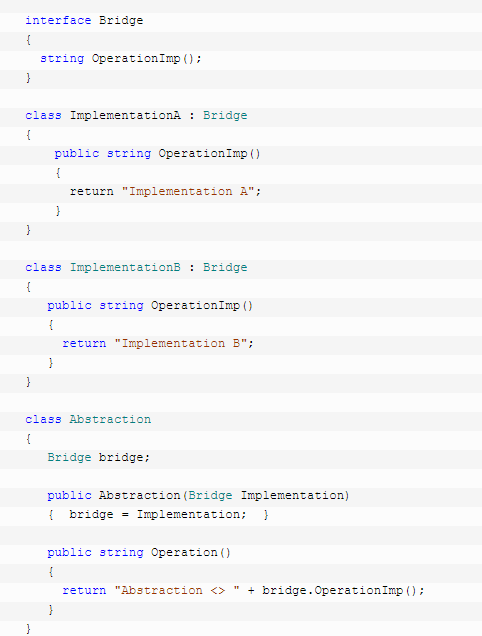 interface Bridge
{
string OperationImp();
}
class ImplementationA : Bridge
{
public string OperationImp()
{
return "Implementation A";
}
}
class ImplementationB : Bridge
{
public string OperationImp()
{
return "Implementation B";
}
}
class Abstraction
{
Bridge bridge;
public Abstraction(Bridge Implementation)
{ bridge = Implementation; }
public string Operation()
{
return "Abstraction <> " + bridge.OperationImp();
}
}